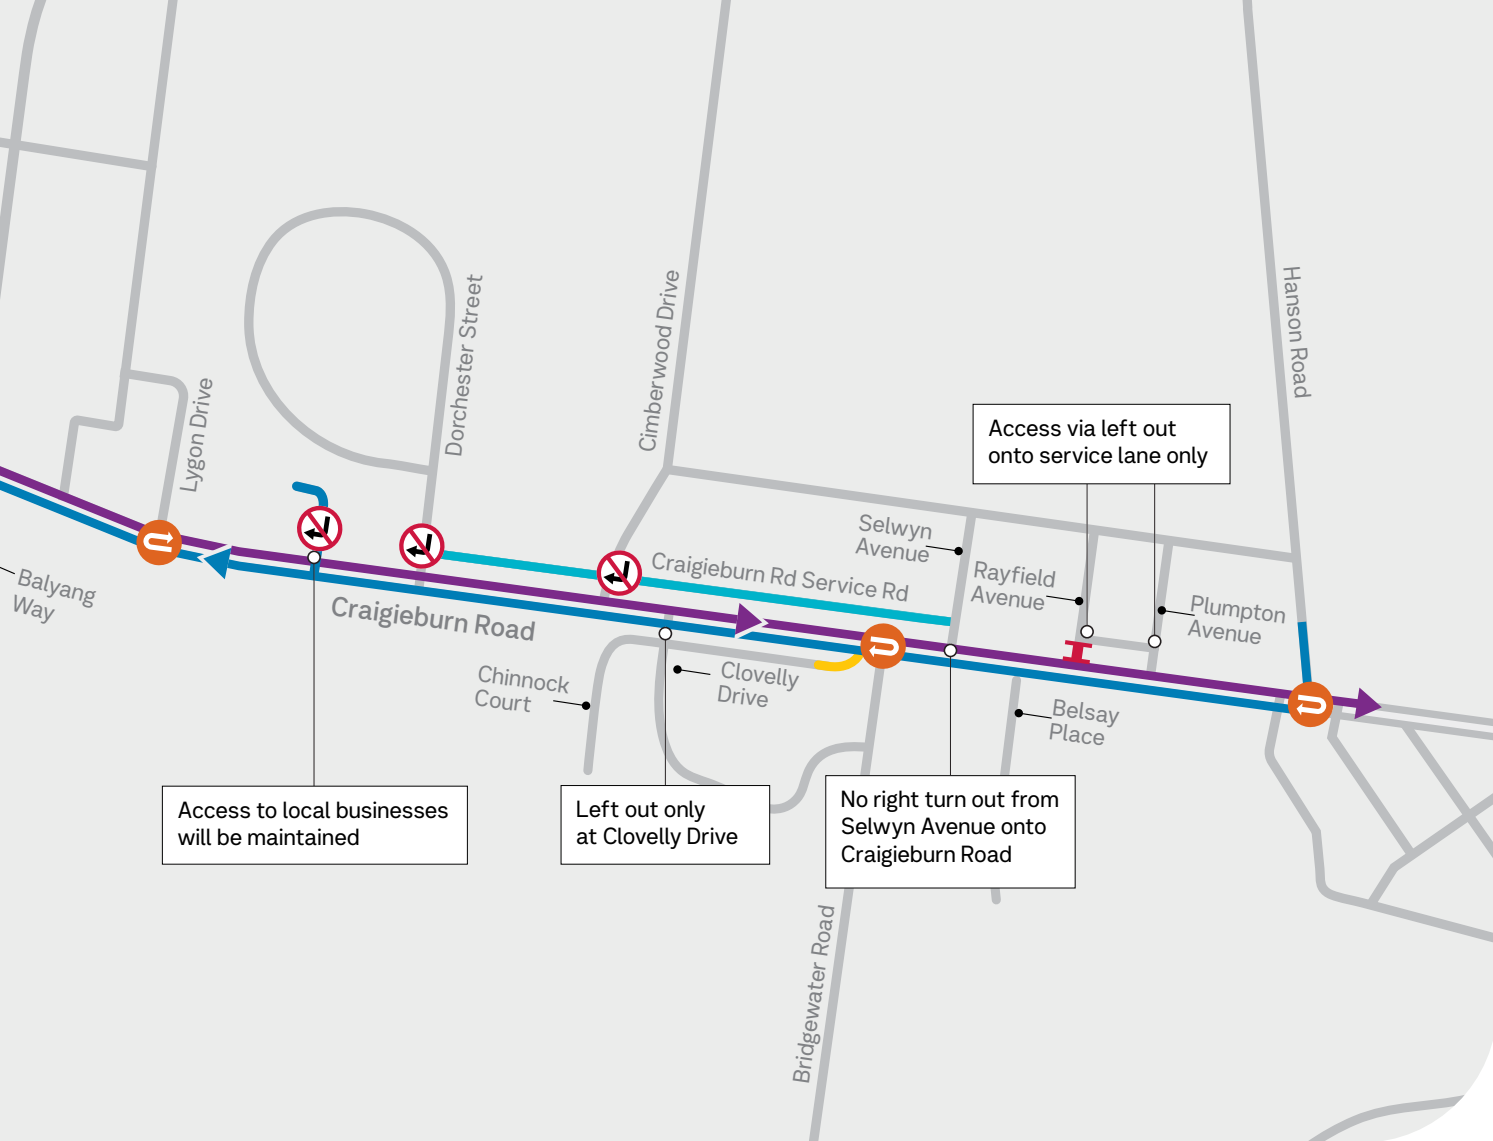 Hanson Road
Dorchester Street
Cimberwood Drive
Lygon Drive
Access via left out
onto service lane only
Selwyn
Avenue
Craigieburn Rd Service Rd
Rayfield
Avenue
Plumpton
Avenue
Balyang
Way
Craigieburn Road
Chinnock
Court
Clovelly
Drive
Belsay
Place
Access to local businesses
will be maintained
Left out only
at Clovelly Drive
No right turn out from
Selwyn Avenue onto
Craigieburn Road
Bridgewater Road